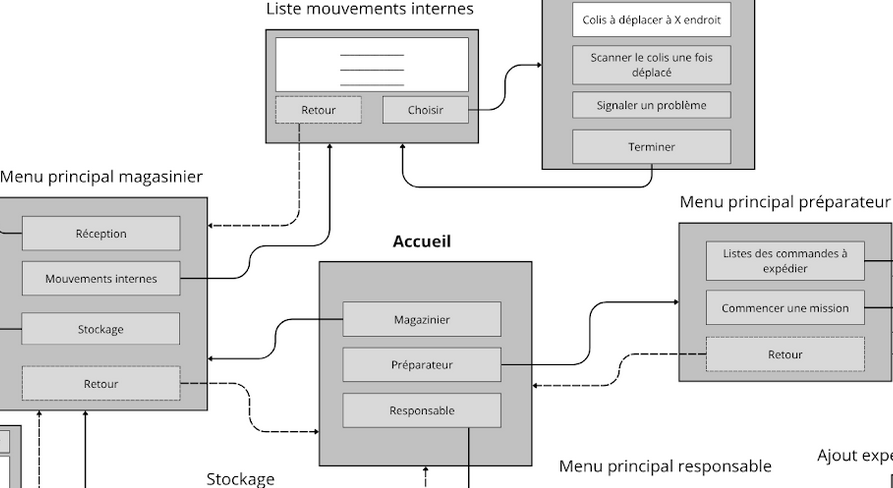 Liste mouvements internes
Colis à déplacer à X endroit
Scanner le colis une fois
déplacé
Signaler un problème
Terminer
Retour
Choisir
Menu principal magasinier
Réception
Mouvements internes
Stockage
Retour
Accueil
Magazinier
Préparateur
Responsable
Menu principal préparateur
Listes des commandes à
expédier
Commencer une mission
Retour
Stockage
Menu principal responsable
Ajout expé